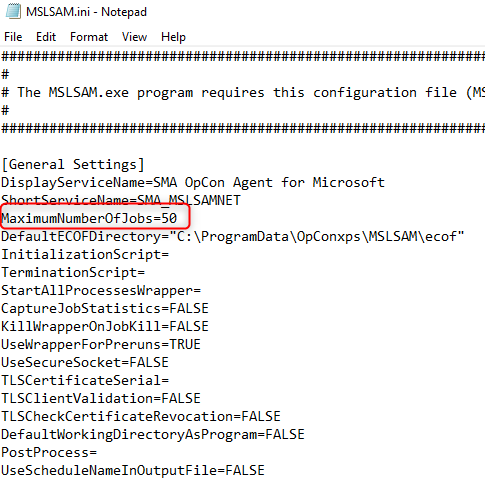 MSLSAM.ini - Notepad
File Edit Format View Help
################################################################
#
# The MSLSAM.exe program requires this configuration file (MS
#
################################################################
[General Settings]
DisplayServiceName=SMA OpCon Agent for Microsoft
ShortServiceName=SMA_MSLSAMNET
MaximumNumberOfJobs=50
DefaultECOFDirectory="C:\ProgramData\OpConxps\MSLSAM\ecof"
InitializationScript=
TerminationScript=
StartAllProcessesWrapper=
CaptureJobStatistics=FALSE
KillWrapperOnJobKill=FALSE
UseWrapperForPreruns=TRUE
UseSecureSocket=FALSE
TLSCertificateSerial=
TLSClientValidation=FALSE
TLSCheckCertificateRevocation=FALSE
DefaultWorkingDirectoryAsProgram=FALSE
PostProcess=
UseScheduleNameInOutputFile=FALSE